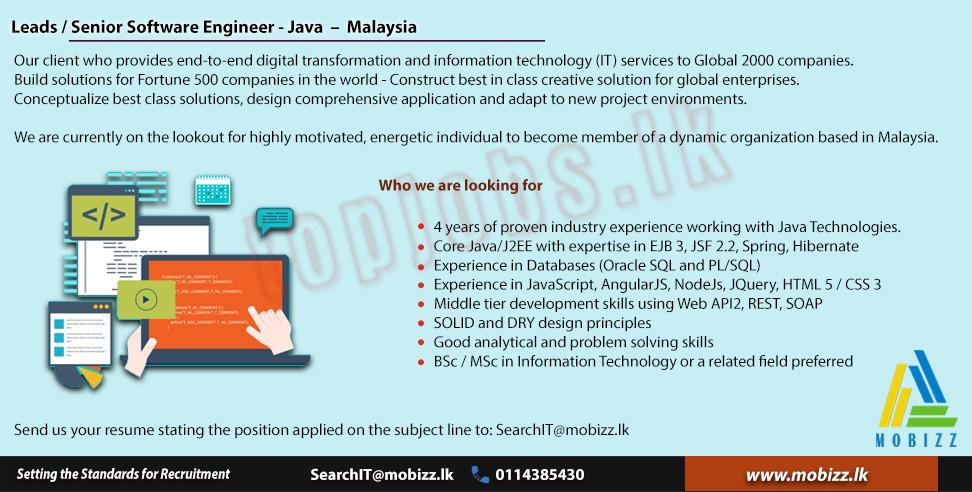 Leads / Senior Software Engineer - Java – Malaysia
Our client who provides end-to-end digital transformation and information technology (IT) services to Global 2000 companies.
Build solutions for Fortune 500 companies in the world - Construct best in class creative solution for global enterprises.
Conceptualize best class solutions, design comprehensive application and adapt to new project environments.
We are currently on the lookout for highly motivated, energetic individual to become member of a dynamic organization based in Malaysia.
topjobs.lk
</>
Who we are looking for
4 years of proven industry experience working with Java Technologies.
Core Java/J2EE with expertise in EJB 3, JSF 2.2, Spring, Hibernate
Experience in Databases (Oracle SQL and PL/SQL)
Experience in JavaScript, AngularJS, NodeJs, JQuery, HTML 5 / CSS 3
Middle tier development skills using Web API2, REST, SOAP
SOLID and DRY design principles
Good analytical and problem solving skills
BSc / MSc in Information Technology or a related field preferred
MOBIZZ
Send us your resume stating the position applied on the subject line to: SearchIT@mobizz.lk
Setting the Standards for Recruitment SearchIT@mobizz.lk 0114385430 www.mobizz.lk